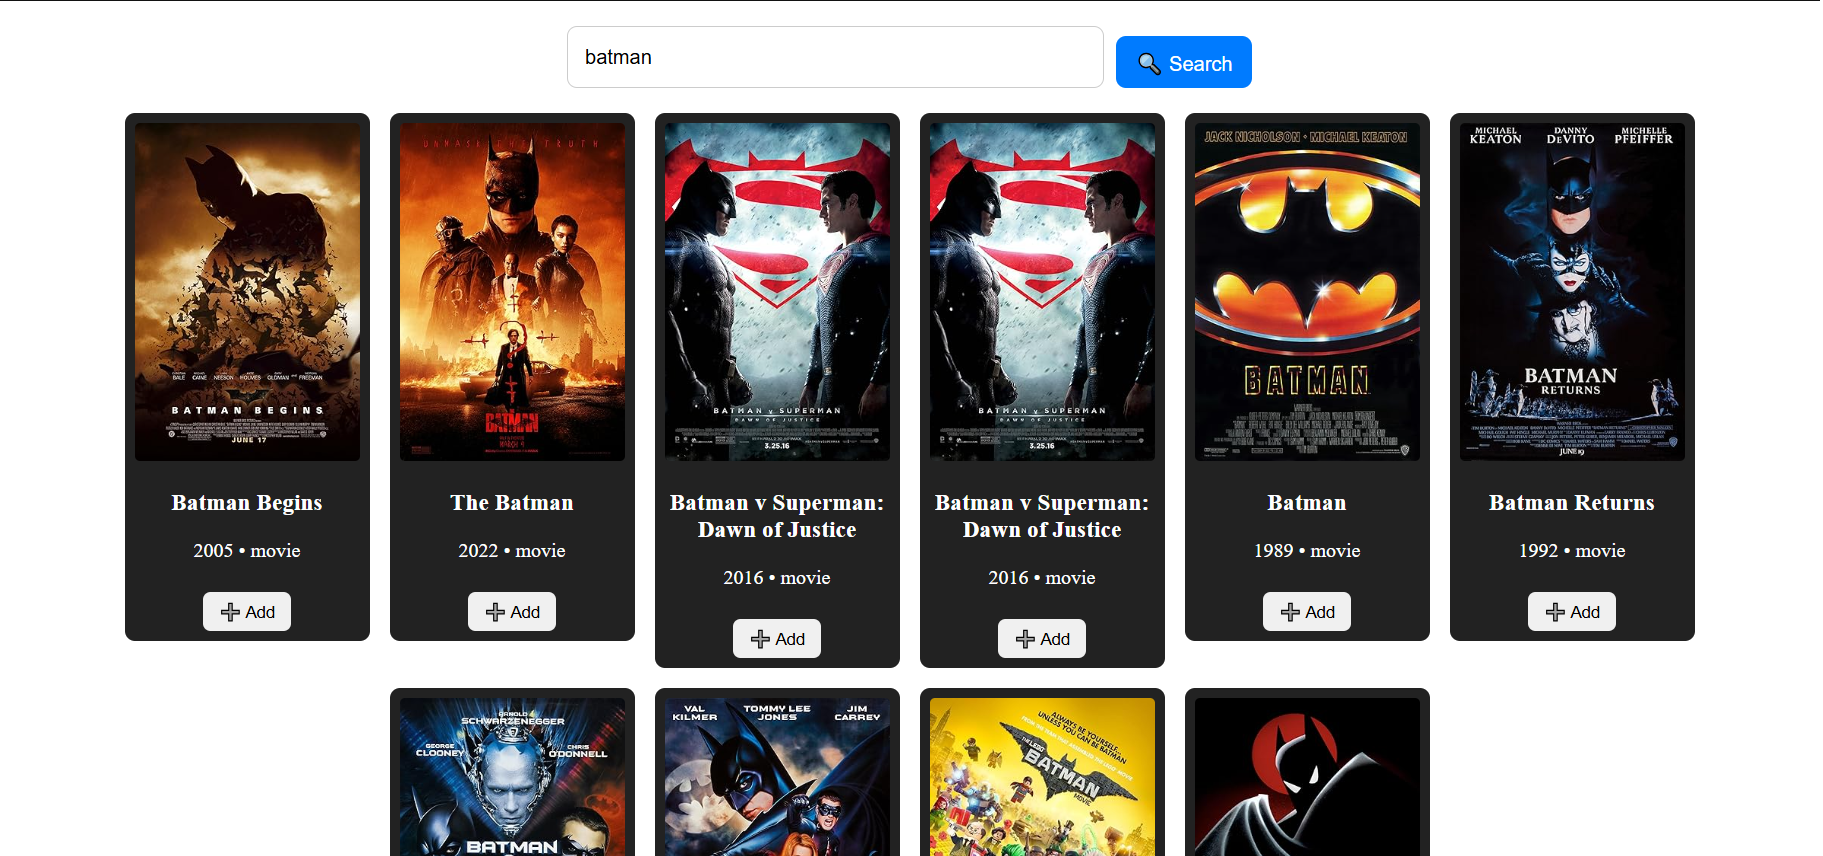 batman
Search
UNMASK THE TRUTH
JACK NICHOLSON • MICHAEL KEATON
MICHAEL KEATON DANNY DEVITO MICHELLE PFEIFFER
BATMAN BEGINS
JUNE 17
THE BATMAN
MARCH 4
BATMAN v SUPERMAN
DAWN OF JUSTICE
3.25.16
BATMAN v SUPERMAN
DAWN OF JUSTICE
3.25.16
BATMAN
BATMAN
RETURNS
JUNE 19
Batman Begins
The Batman
Batman v Superman:
Dawn of Justice
Batman v Superman:
Dawn of Justice
Batman
Batman Returns
2005 • movie
2022 • movie
2016 • movie
2016 • movie
1989 • movie
1992 • movie
Add
Add
Add
Add
Add
Add
ARNOLD
SCHWARZENEGGER
GEORGE
CLOONEY
CHRIS
O'DONNELL
BATMAN
VAL
KILMER
TOMMY LEE
JONES
JIM
CARREY
ALWAYS BE YOURSELF...
UNLESS YOU CAN BE BATMAN
THE LEGO
BATMAN
MOVIE